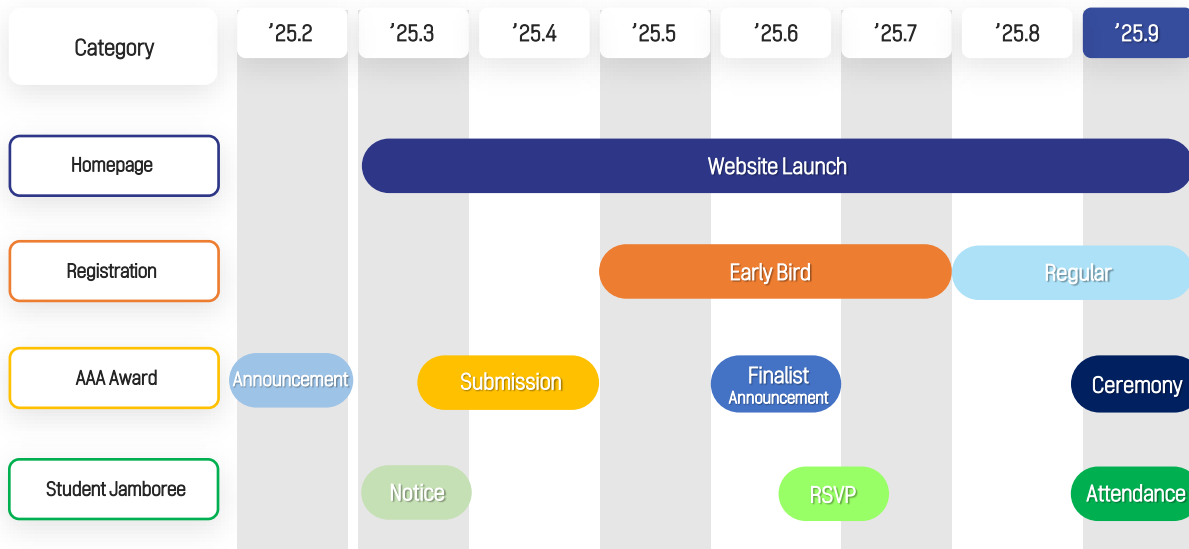 Category
’25.2
’25.3
’25.4
’25.5
’25.6
’25.7
’25.8
’25.9
Homepage
Website Launch
Registration
Early Bird
Regular
AAA Award
Announcement
Submission
Finalist
Announcement
Ceremony
Student Jamboree
Notice
RSVP
Attendance